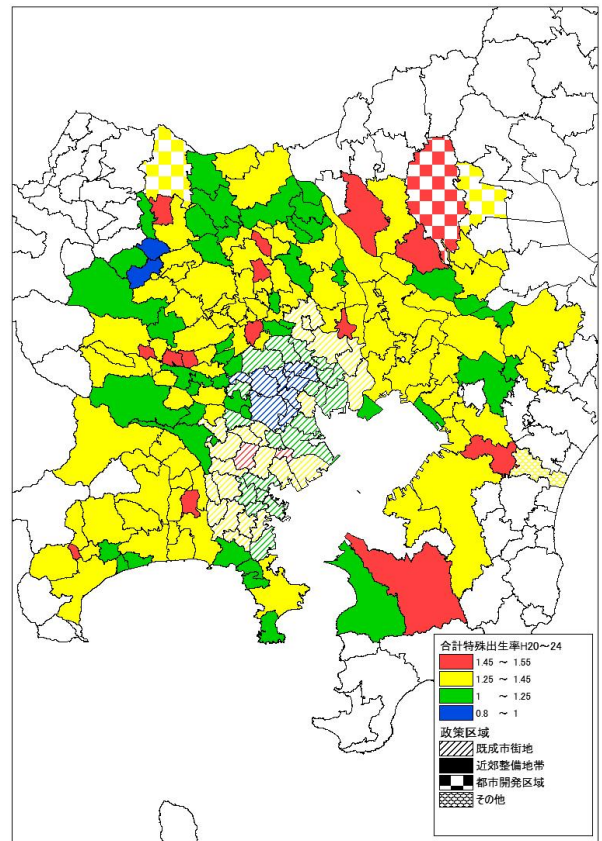 合計特殊出生率H20～24
1.45 ～ 1.55
1.25 ～ 1.45
1 ～ 1.25
0.8 ～ 1
政策区域
既成市街地
近郊整備地帯
都市開発区域
その他